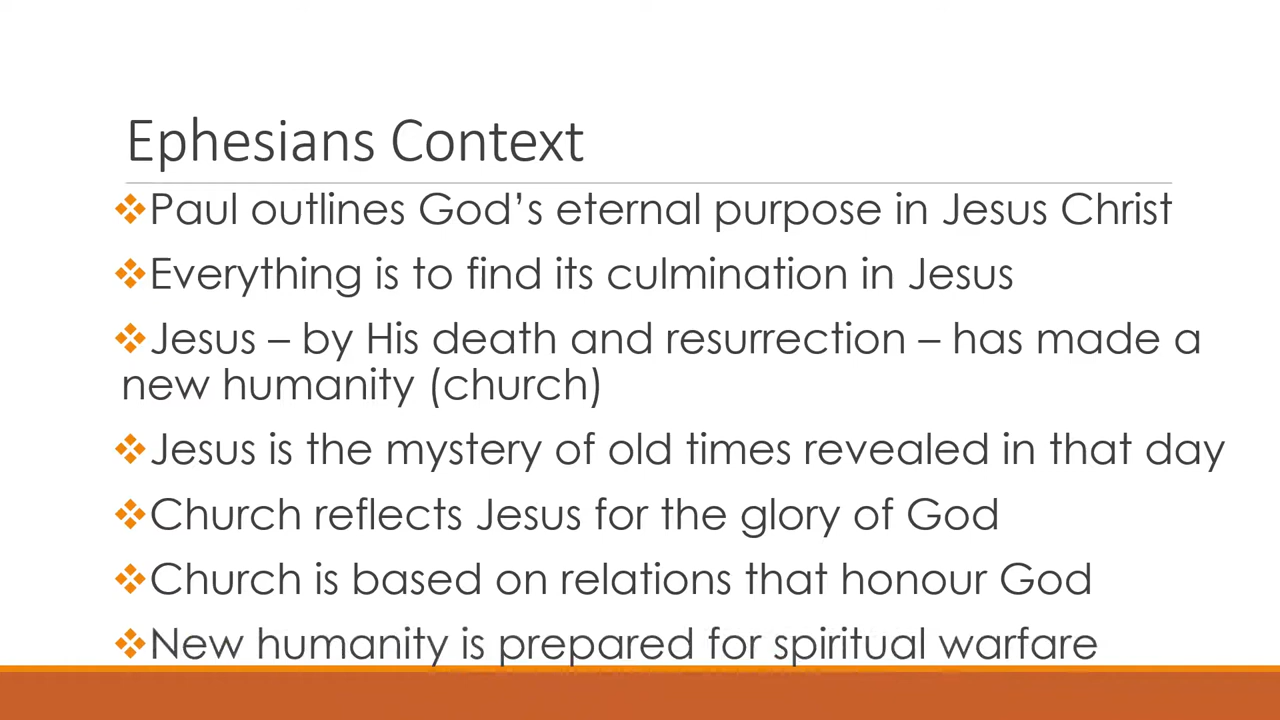 Ephesians Context
❖Paul outlines God’s eternal purpose in Jesus Christ
❖Everything is to find its culmination in Jesus
❖Jesus – by His death and resurrection – has made a
new humanity (church)
❖Jesus is the mystery of old times revealed in that day
❖Church reflects Jesus for the glory of God
❖Church is based on relations that honour God
❖New humanity is prepared for spiritual warfare